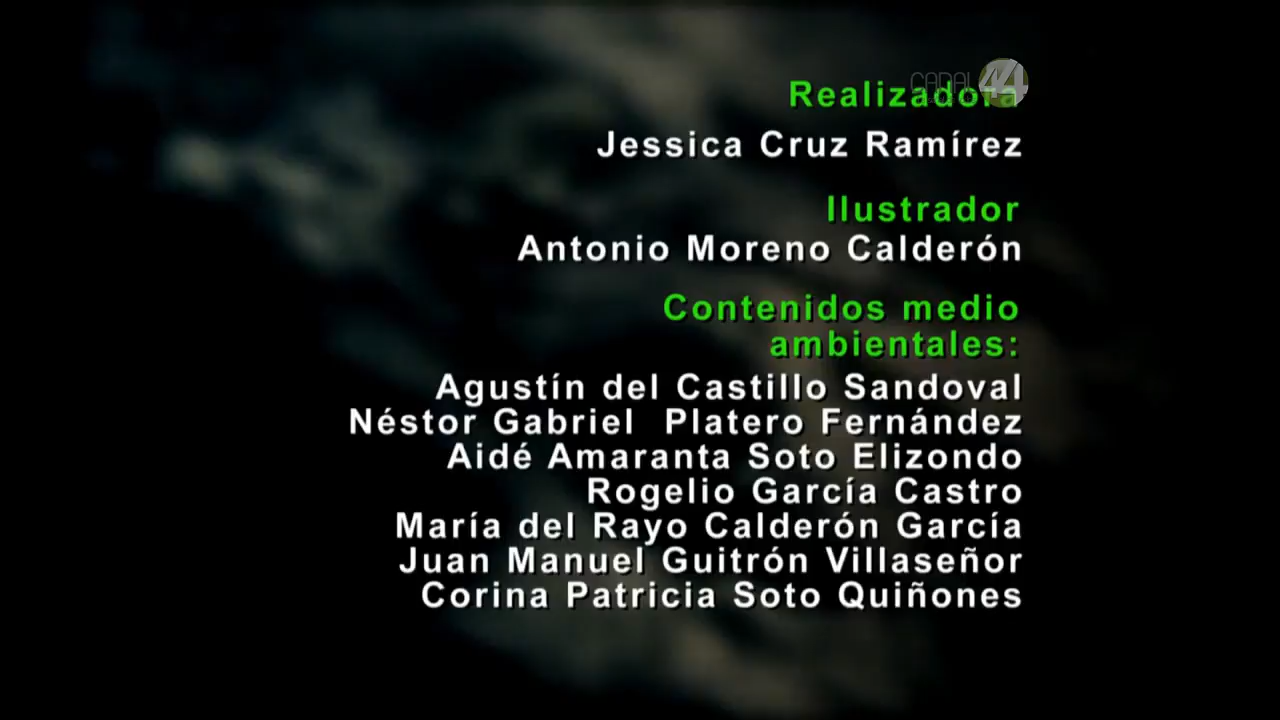 CANAL 44
Realizadora
Jessica Cruz Ramírez
Ilustrador
Antonio Moreno Calderón
Contenidos medio
ambientales:
Agustín del Castillo Sandoval
Néstor Gabriel Platero Fernández
Aidé Amaranta Soto Elizondo
Rogelio García Castro
María del Rayo Calderón García
Juan Manuel Guitrón Villaseñor
Corina Patricia Soto Quiñones